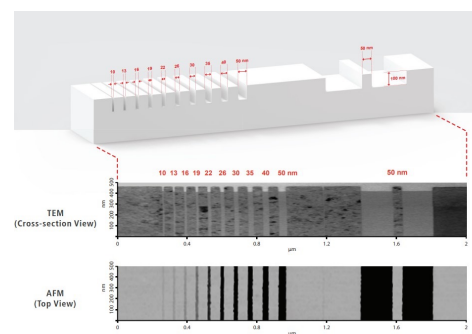 10 13 16 19 22 26 30 35 40 50 nm
50 nm
100 nm
10 13 16 19 22 26 30 35 40 50 nm 50 nm
TEM
(Cross-section View)
nm
100 200 300 400 500
0 0.4 0.8 1.2 1.6 2
μm
AFM
(Top View)
nm
100 200 300 400 500
0 0.4 0.8 1.2 1.6 2
μm